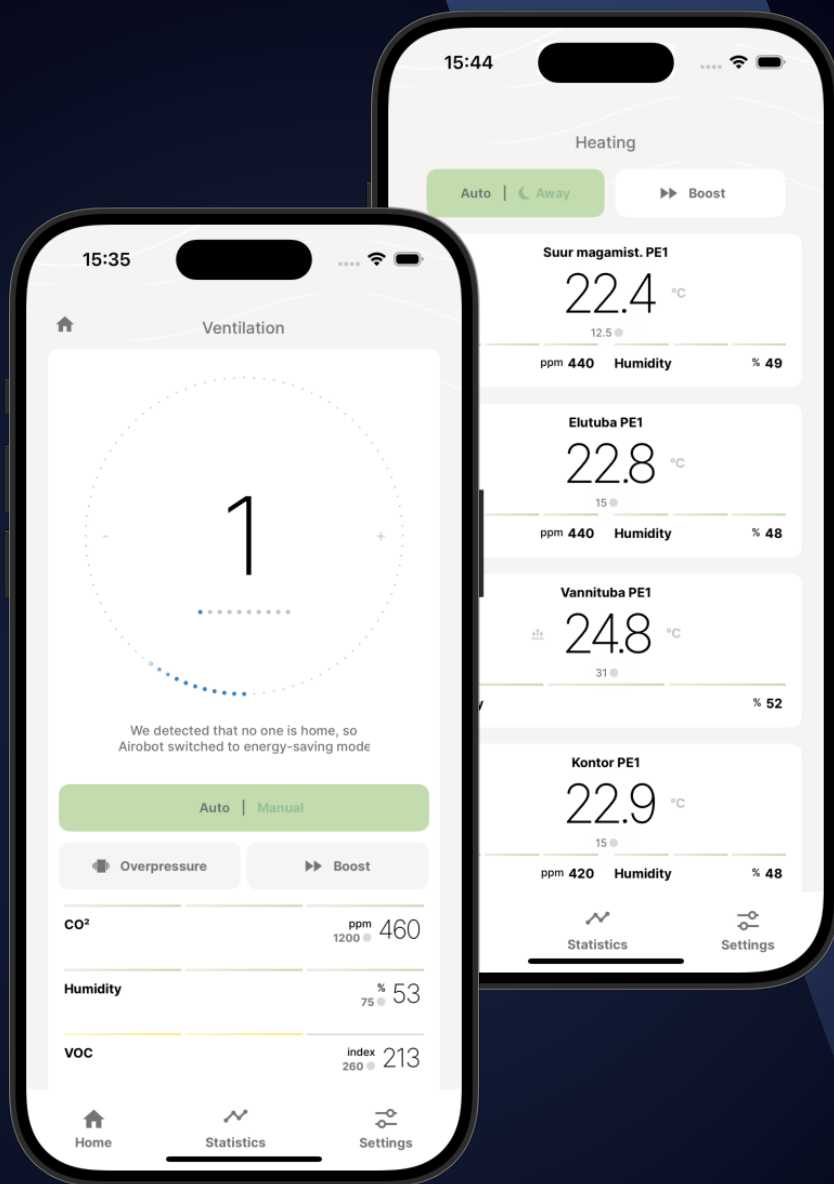 15:44
Heating
Auto | Away
Boost
Suur magamist. PE1
22.4 °C
12.5
ppm 440 Humidity % 49
Elutuba PE1
22.8 °C
15
ppm 440 Humidity % 48
Vannituba PE1
24.8 °C
31
y % 52
Kontor PE1
22.9 °C
15
ppm 420 Humidity % 48
Statistics
Settings
15:35
Ventilation
- 1 +
We detected that no one is home, so
Airobot switched to energy-saving mode
Auto | Manual
Overpressure
Boost
CO² ppm 460
1200
Humidity % 53
75
VOC index 213
260
Home
Statistics
Settings